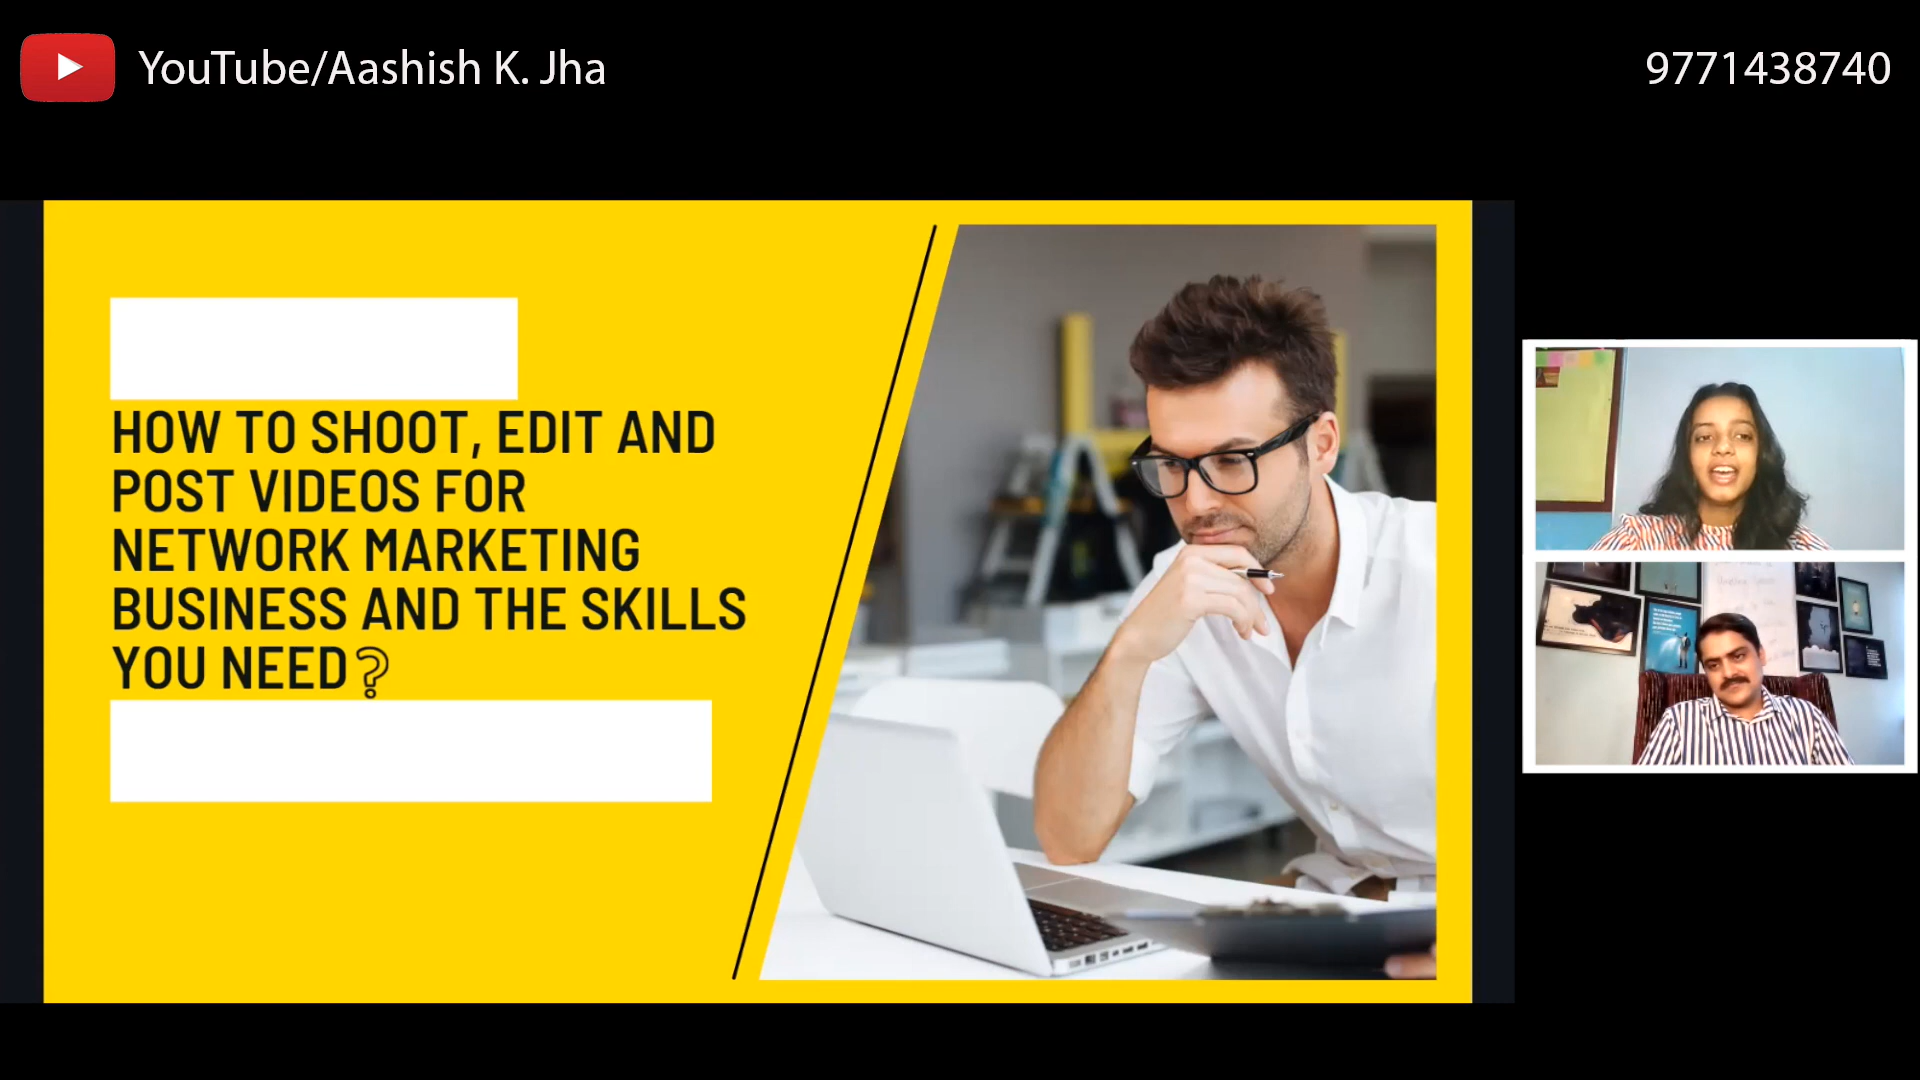 YouTube/Aashish K. Jha
9771438740
HOW TO SHOOT, EDIT AND
POST VIDEOS FOR
NETWORK MARKETING
BUSINESS AND THE SKILLS
YOU NEED?